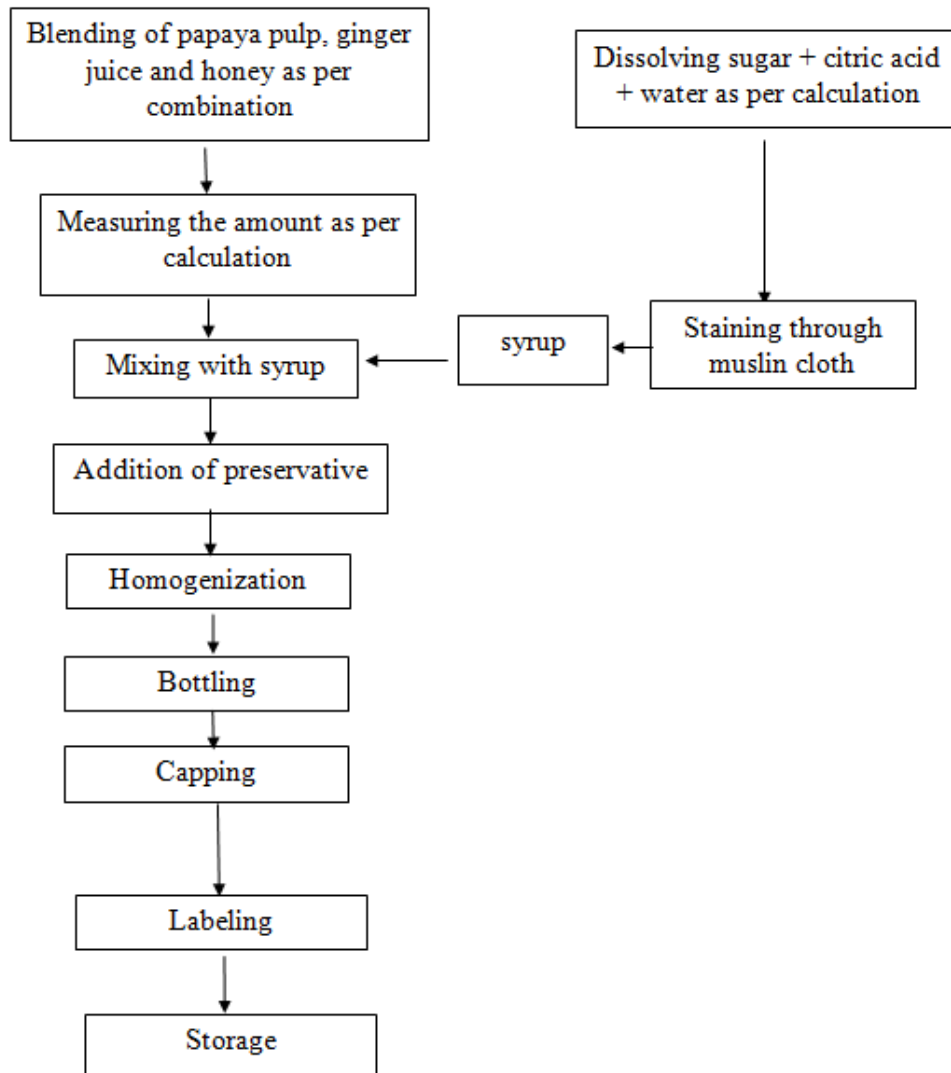 Blending of papaya pulp, ginger
juice and honey as per
combination
Dissolving sugar + citric acid
+ water as per calculation
Measuring the amount as per
calculation
Mixing with syrup
syrup
Staining through
muslin cloth
Addition of preservative
Homogenization
Bottling
Capping
Labeling
Storage